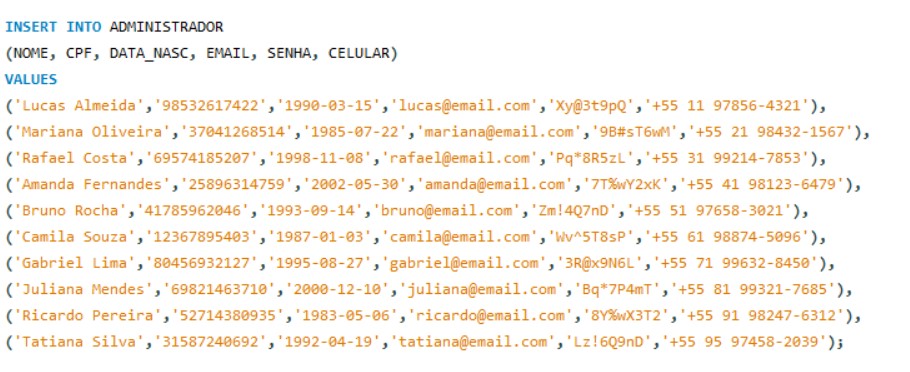 INSERT INTO ADMINISTRADOR
(NOME, CPF, DATA_NASC, EMAIL, SENHA, CELULAR)
VALUES
('Lucas Almeida','98532617422','1990-03-15','lucas@email.com','Xy@3t9pQ','+55 11 97856-4321'),
('Mariana Oliveira','37041268514','1985-07-22','mariana@email.com','9B#sT6wM','+55 21 98432-1567'),
('Rafael Costa','69574185207','1998-11-08','rafael@email.com','Pq*8R5zL','+55 31 99214-7853'),
('Amanda Fernandes','25896314759','2002-05-30','amanda@email.com','7T%wY2xK','+55 41 98123-6479'),
('Bruno Rocha','41785962046','1993-09-14','bruno@email.com','Zm!4Q7nD','+55 51 97658-3021'),
('Camila Souza','12367895403','1987-01-03','camila@email.com','Wv^5T8sP','+55 61 98874-5096'),
('Gabriel Lima','80456932127','1995-08-27','gabriel@email.com','3R@x9N6L','+55 71 99632-8450'),
('Juliana Mendes','69821463710','2000-12-10','juliana@email.com','Bq*7P4mT','+55 81 99321-7685'),
('Ricardo Pereira','52714380935','1983-05-06','ricardo@email.com','8Y%wX3T2','+55 91 98247-6312'),
('Tatiana Silva','31587240692','1992-04-19','tatiana@email.com','Lz!6Q9nD','+55 95 97458-2039');